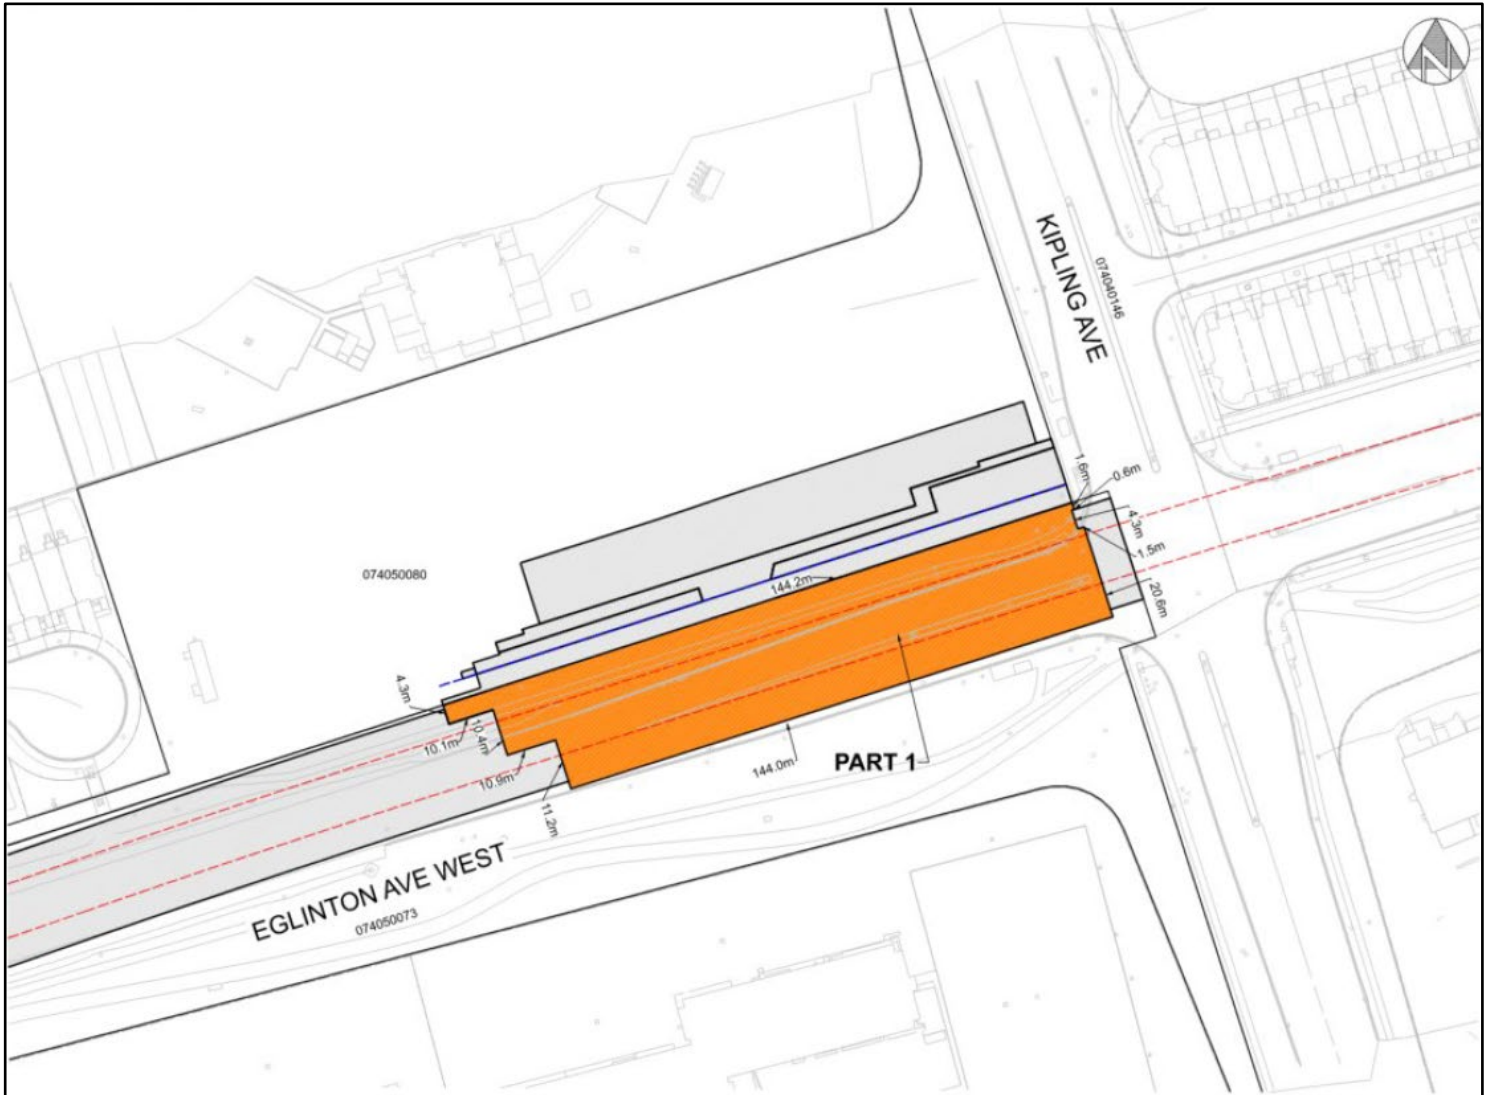 N
KIPLING AVE
074040146
1.6m
0.6m
4.3m
1.5m
20.6m
074050080
144.2m
4.3m
10.1m
10.4m
10.9m
11.2m
144.0m
PART 1
EGLINTON AVE WEST
074050073